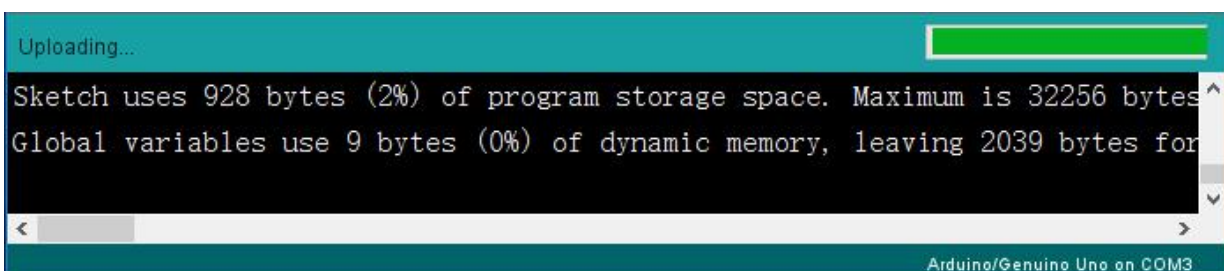 Uploading...
Sketch uses 928 bytes (2%) of program storage space. Maximum is 32256 bytes
Global variables use 9 bytes (0%) of dynamic memory, leaving 2039 bytes for
Arduino/Genuino Uno on COM3